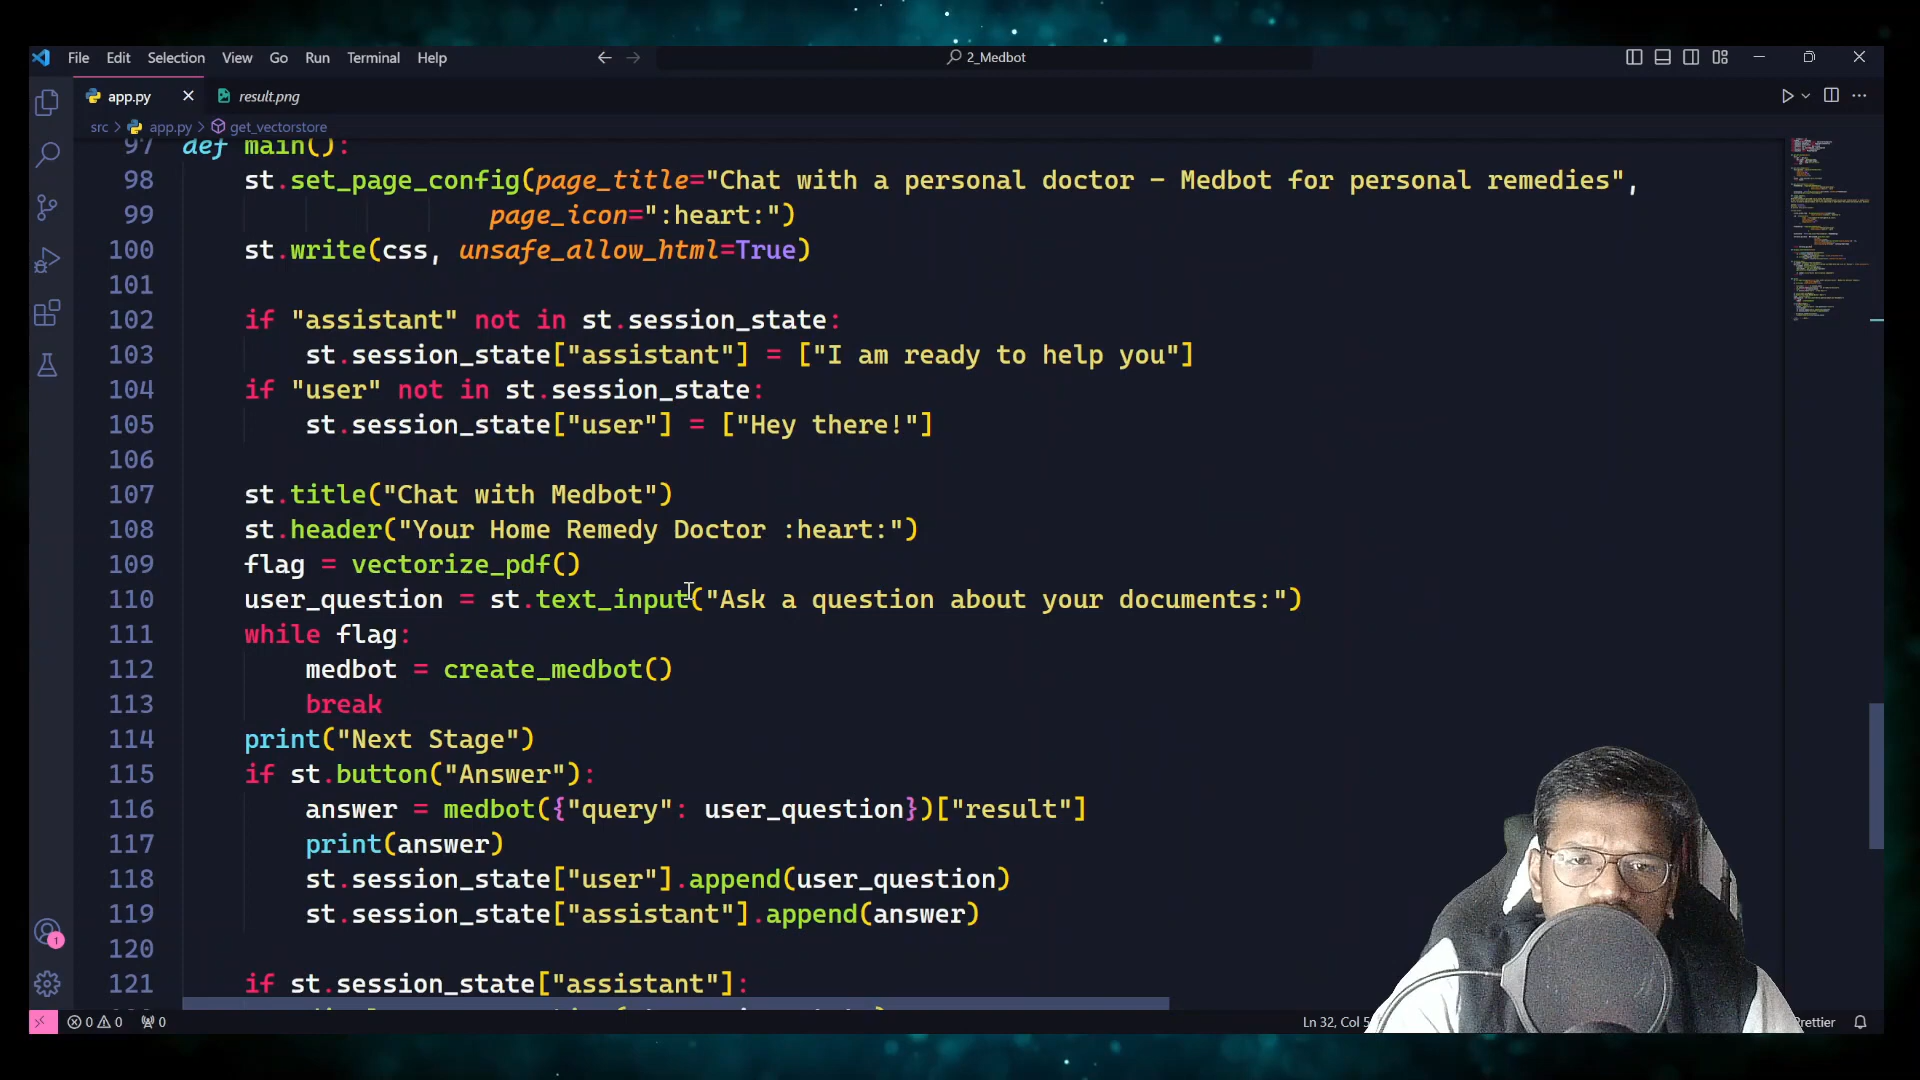 File Edit Selection View Go Run Terminal Help
2_Medbot
app.py
result.png
src > app.py > get_vectorstore
97 def main():
98 st.set_page_config(page_title="Chat with a personal doctor - Medbot for personal remedies",
99 page_icon=":heart:")
100 st.write(css, unsafe_allow_html=True)
101
102 if "assistant" not in st.session_state:
103 st.session_state["assistant"] = ["I am ready to help you"]
104 if "user" not in st.session_state:
105 st.session_state["user"] = ["Hey there!"]
106
107 st.title("Chat with Medbot")
108 st.header("Your Home Remedy Doctor :heart:")
109 flag = vectorize_pdf()
110 user_question = st.text_input("Ask a question about your documents:")
111 while flag:
112 medbot = create_medbot()
113 break
114 print("Next Stage")
115 if st.button("Answer"):
116 answer = medbot({"query": user_question})["result"]
117 print(answer)
118 st.session_state["user"].append(user_question)
119 st.session_state["assistant"].append(answer)
120
121 if st.session_state["assistant"]:
1
0 0 0
Ln 32, Col 5
Prettier